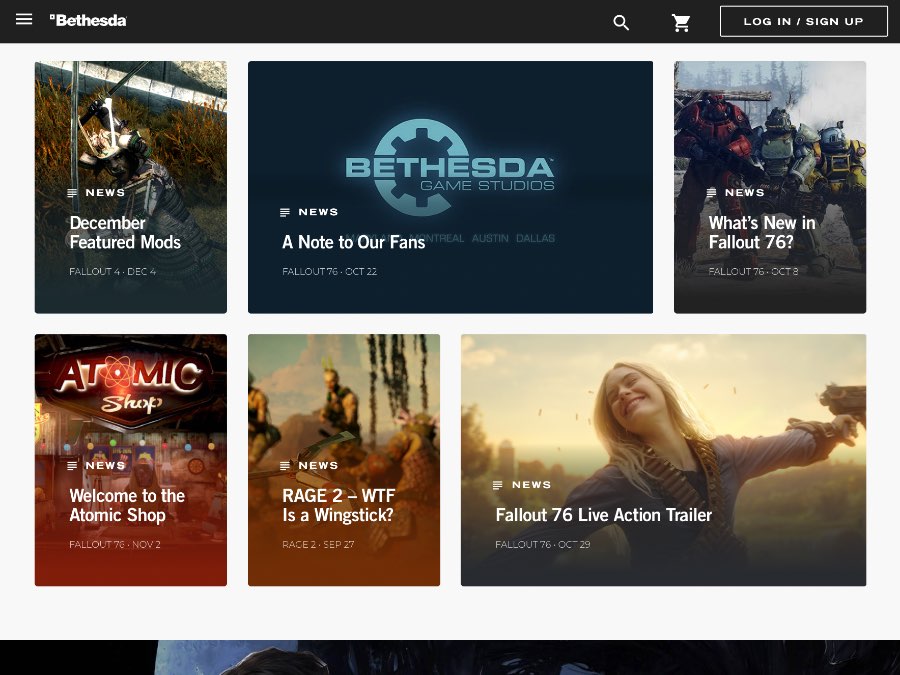 Bethesda
LOG IN / SIGN UP
NEWS
December
Featured Mods
FALLOUT 4 · DEC 4
BETHESDA™
GAME STUDIOS
MONTREAL AUSTIN DALLAS
NEWS
A Note to Our Fans
FALLOUT 76 · OCT 22
NEWS
What's New in
Fallout 76?
FALLOUT 76 · OCT 8
ATOMIC
Shop
NEWS
Welcome to the
Atomic Shop
FALLOUT 76 · NOV 2
NEWS
RAGE 2 – WTF
Is a Wingstick?
RAGE 2 · SEP 27
NEWS
Fallout 76 Live Action Trailer
FALLOUT 76 · OCT 29